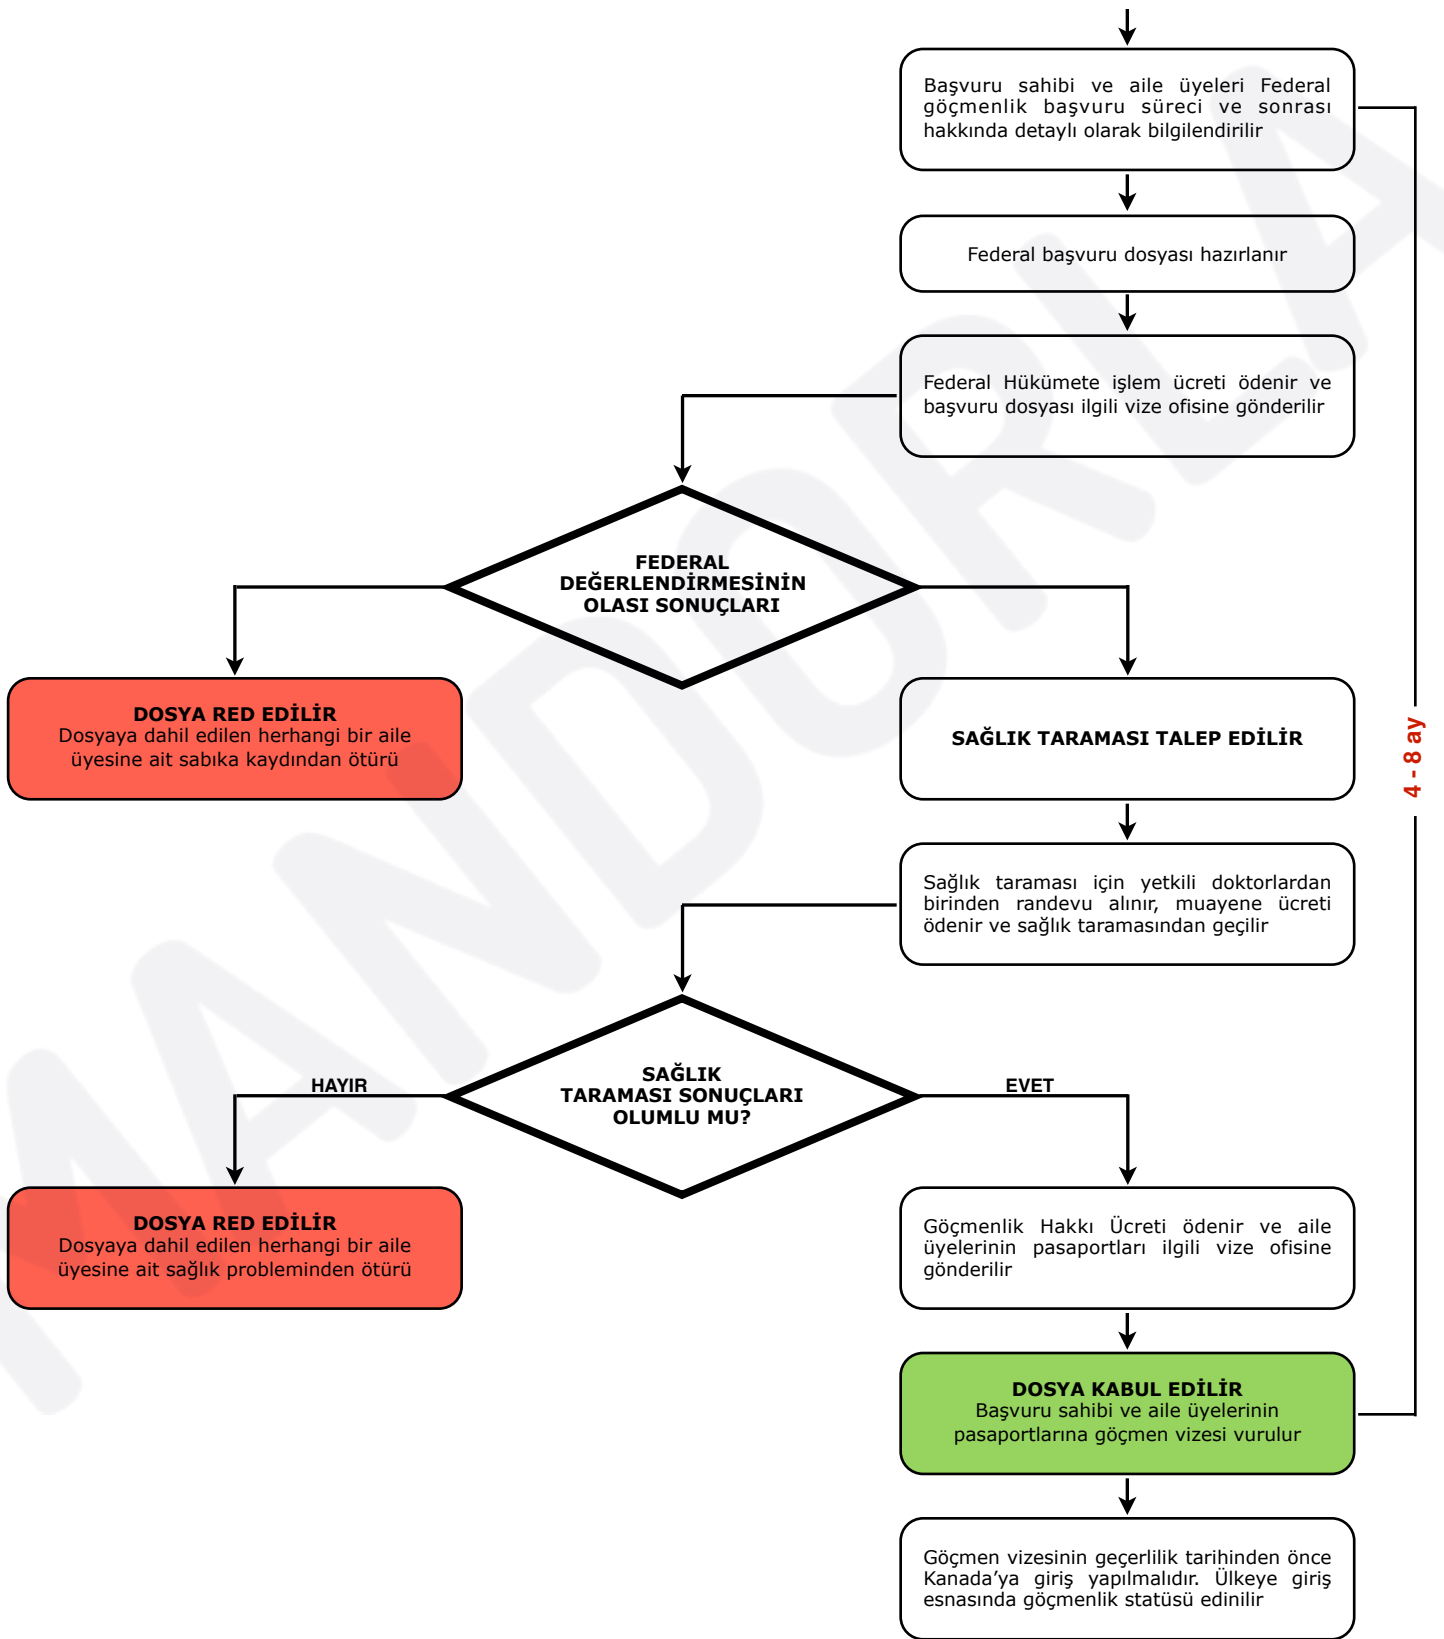 Başvuru sahibi ve aile üyeleri Federal
göçmenlik başvuru süreci ve sonrası
hakkında detaylı olarak bilgilendirilir
Federal başvuru dosyası hazırlanır
Federal Hükümete işlem ücreti ödenir ve
başvuru dosyası ilgili vize ofisine gönderilir
FEDERAL
DEĞERLENDİRMESİNİN
OLASI SONUÇLARI
DOSYA RED EDİLİR
Dosyaya dahil edilen herhangi bir aile
üyesine ait sabıka kaydından ötürü
SAĞLIK TARAMASI TALEP EDİLİR
4 - 8 ay
Sağlık taraması için yetkili doktorlardan
birinden randevu alınır, muayene ücreti
ödenir ve sağlık taramasından geçilir
SAĞLIK
TARAMASI SONUÇLARI
OLUMLU MU?
HAYIR
EVET
DOSYA RED EDİLİR
Dosyaya dahil edilen herhangi bir aile
üyesine ait sağlık probleminden ötürü
Göçmenlik Hakkı Ücreti ödenir ve aile
üyelerinin pasaportları ilgili vize ofisine
gönderilir
DOSYA KABUL EDİLİR
Başvuru sahibi ve aile üyelerinin
pasaportlarına göçmen vizesi vurulur
Göçmen vizesinin geçerlilik tarihinden önce
Kanada’ya giriş yapılmalıdır. Ülkeye giriş
esnasında göçmenlik statüsü edinilir
MANDORLA